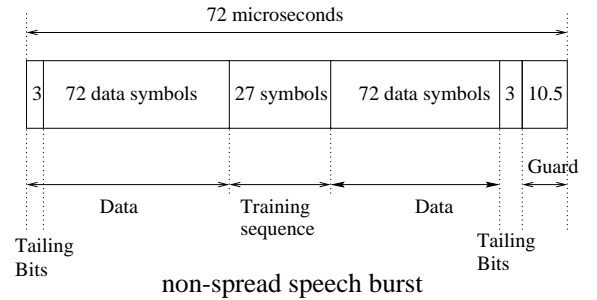 72 microseconds
3 72 data symbols 27 symbols 72 data symbols 3 10.5
Guard
Data Training sequence Data
Tailing Bits Tailing Bits
non-spread speech burst